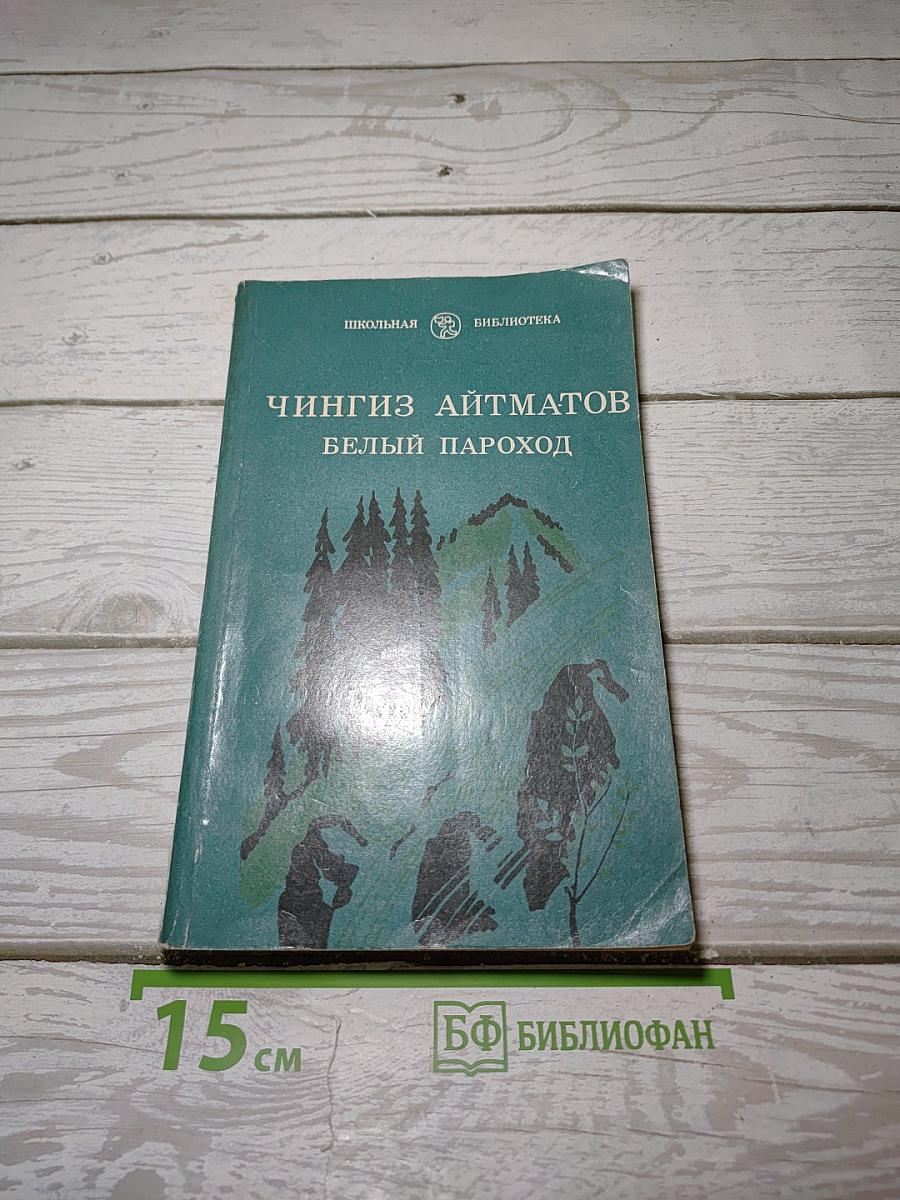 ШКОЛЬНАЯ БИБЛИОТЕКА
ЧИНГИЗ АЙТМАТОВ
БЕЛЫЙ ПАРОХОД
15 см
БФ БИБЛИОФАН